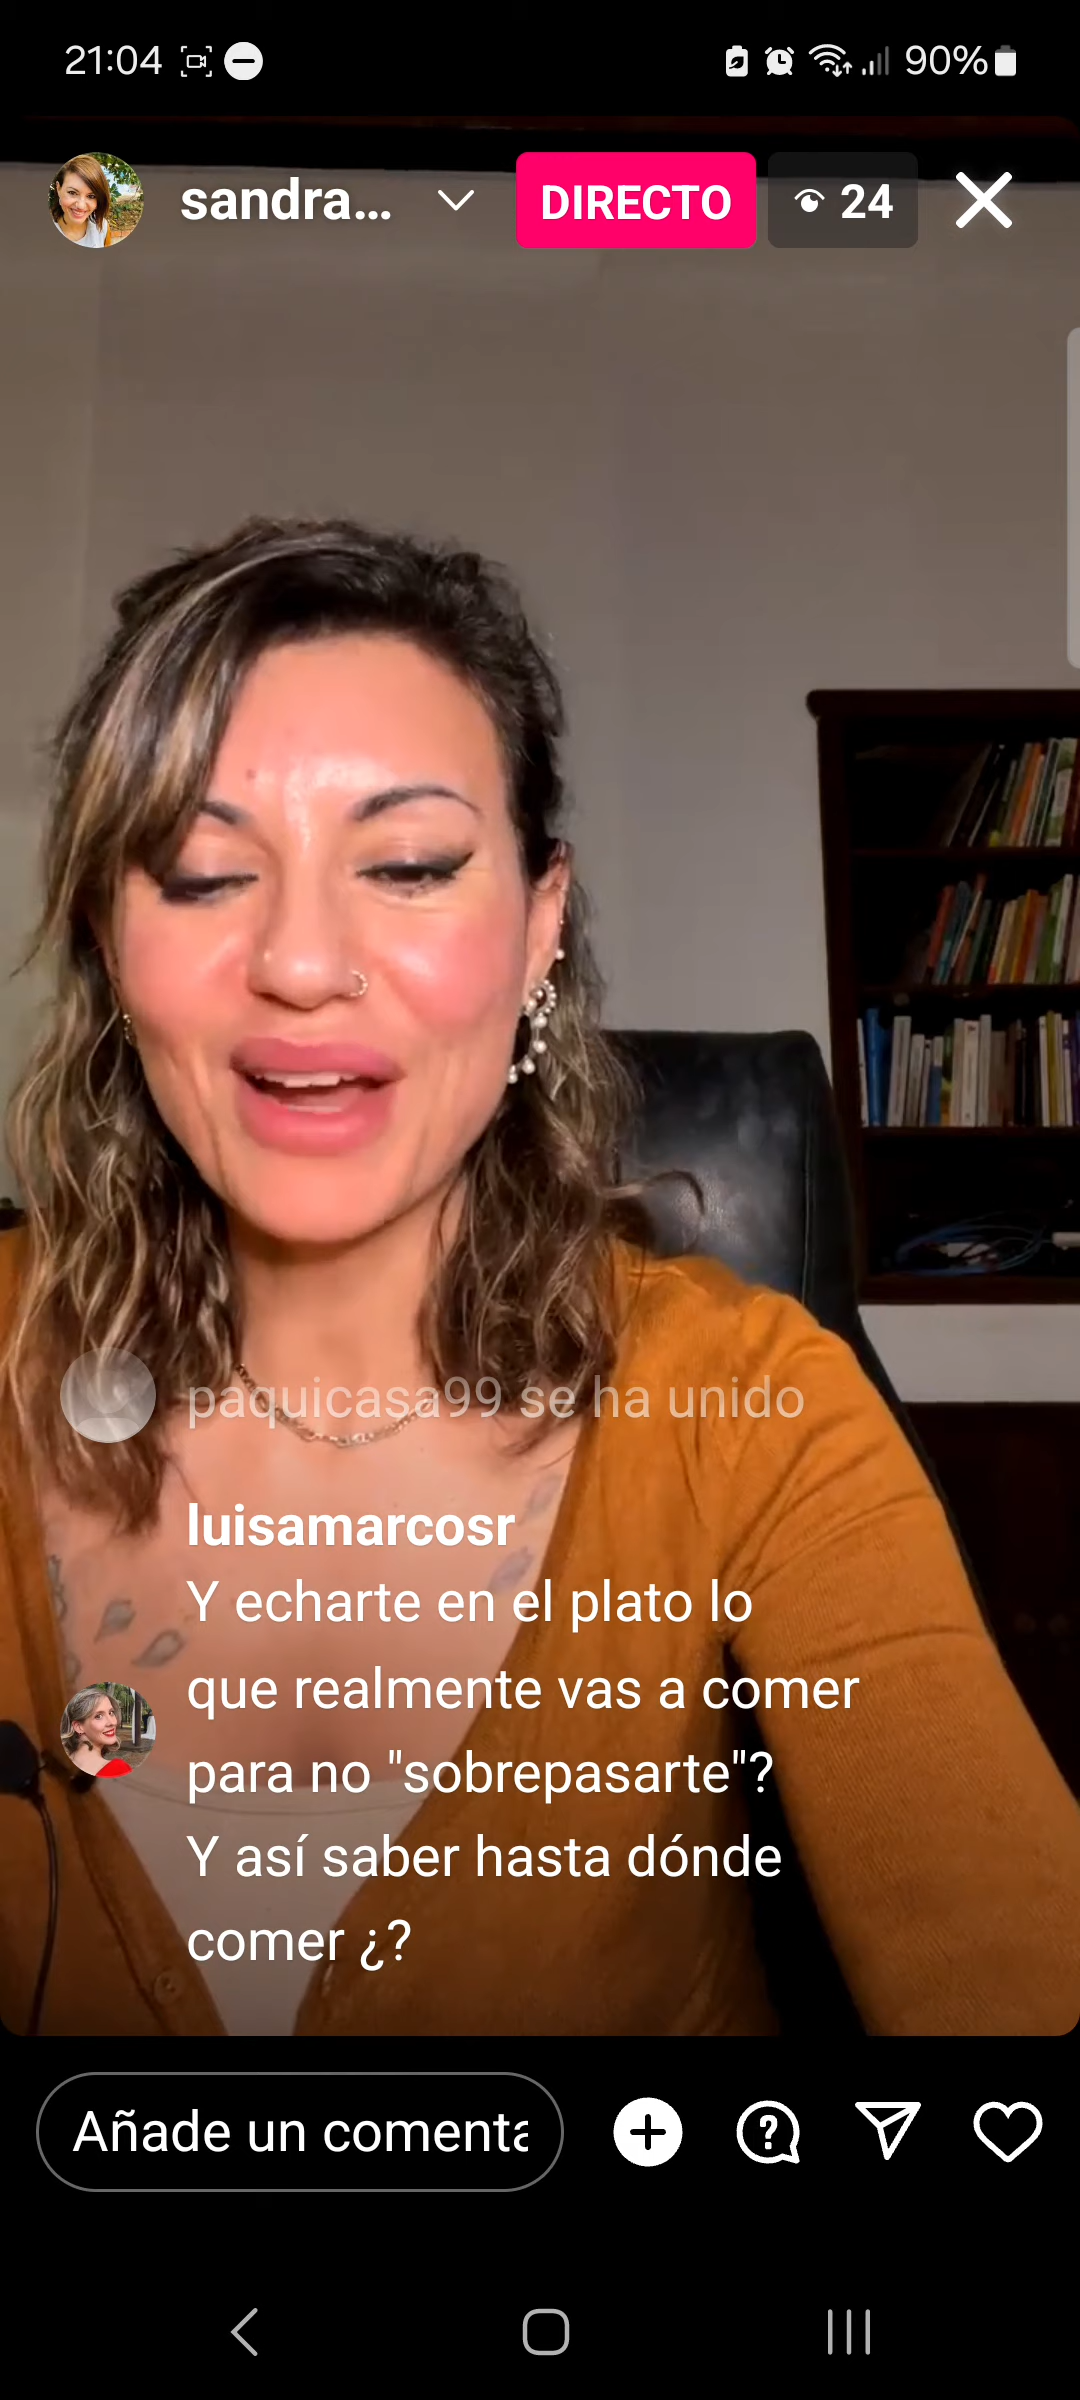 21:04 90%
sandra... DIRECTO 24
paquicasa99 se ha unido
luisamarcosr
Y echarte en el plato lo
que realmente vas a comer
para no "sobrepasarte"?
Y así saber hasta dónde
comer ¿?
Añade un comenta